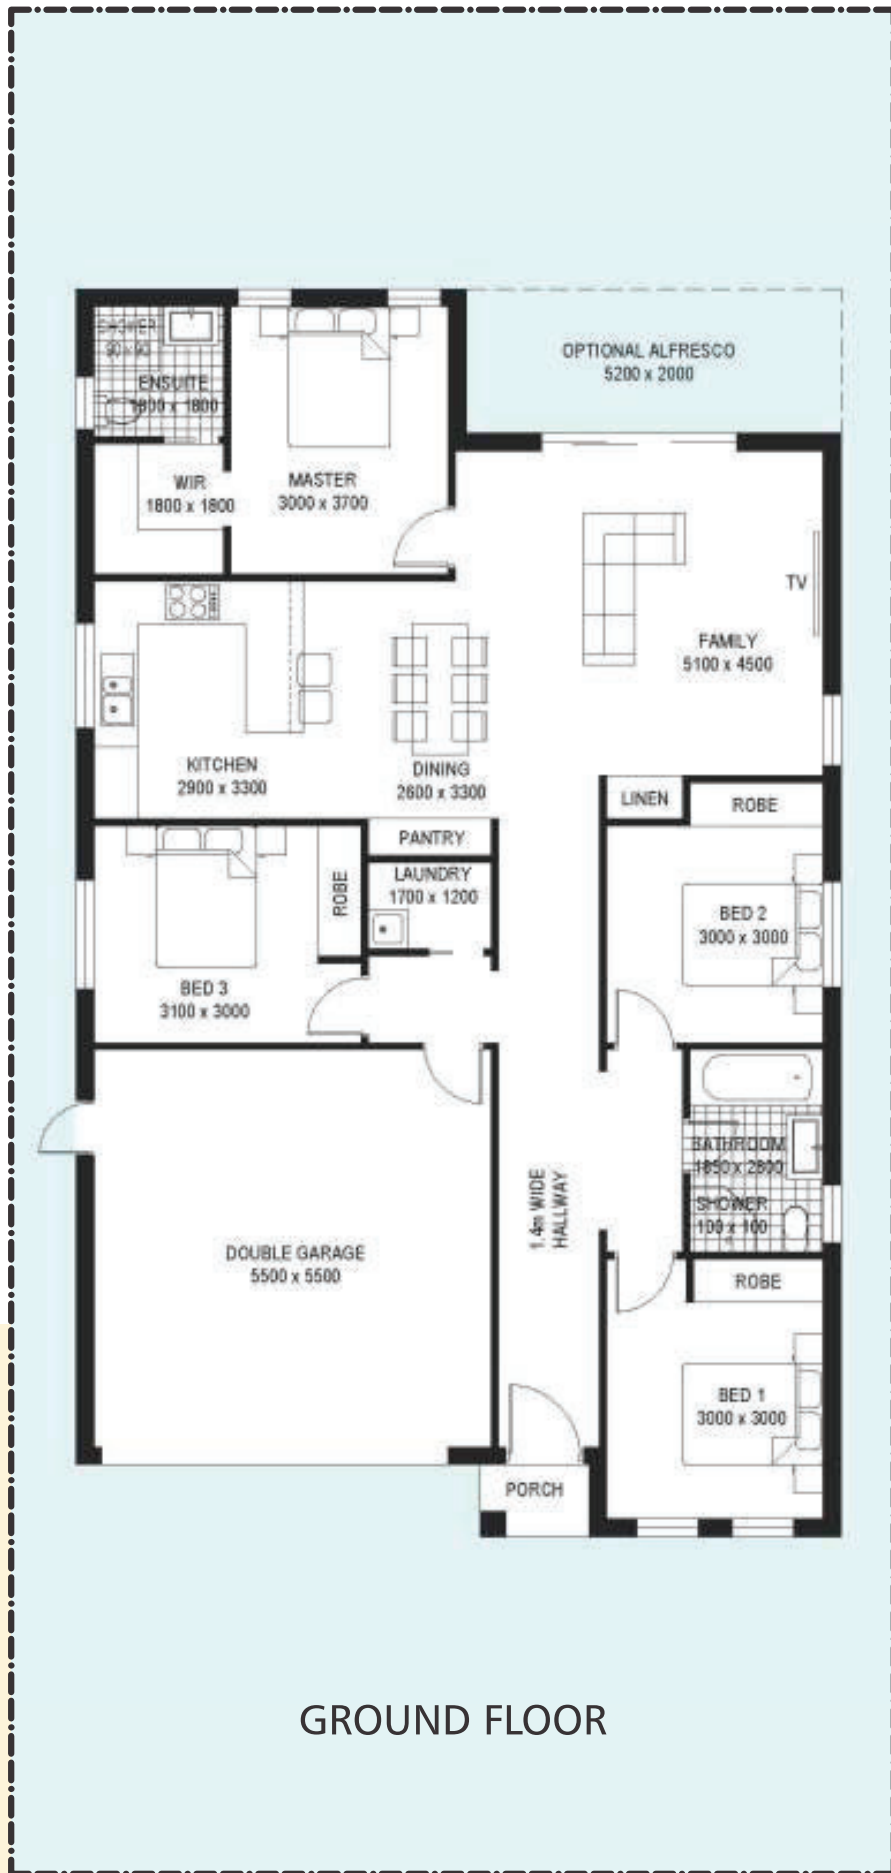 OPTIONAL ALFRESCO
5200 x 2000
SHOWER
90 x 90
ENSUITE
1800 x 1800
WIR
1800 x 1800
MASTER
3000 x 3700
TV
FAMILY
5100 x 4500
KITCHEN
2900 x 3300
DINING
2600 x 3300
LINEN
ROBE
PANTRY
LAUNDRY
1700 x 1200
ROBE
BED 2
3000 x 3000
BED 3
3100 x 3000
BATHROOM
1850 x 2800
SHOWER
100 x 100
1.4m WIDE
HALLWAY
DOUBLE GARAGE
5500 x 5500
ROBE
BED 1
3000 x 3000
PORCH
GROUND FLOOR